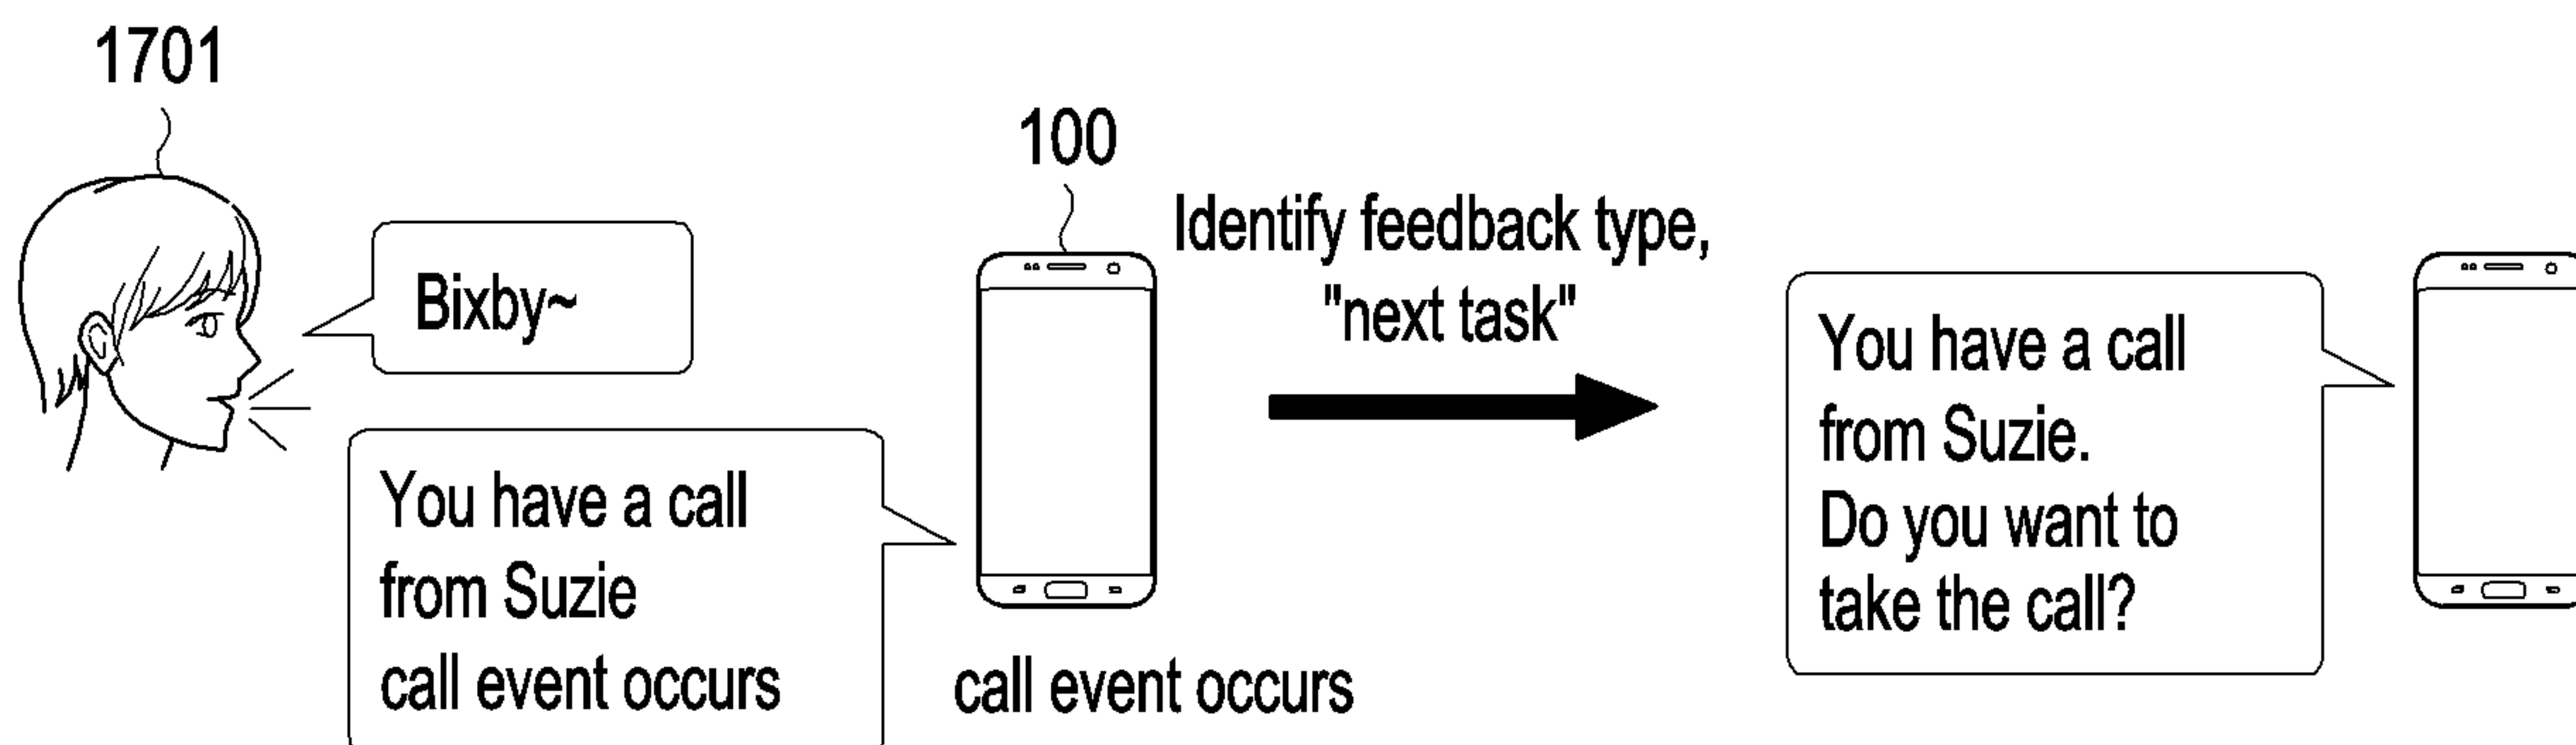 1701
Bixby~
You have a call
from Suzie
call event occurs
100
call event occurs
Identify feedback type,
"next task"
You have a call
from Suzie.
Do you want to
take the call?